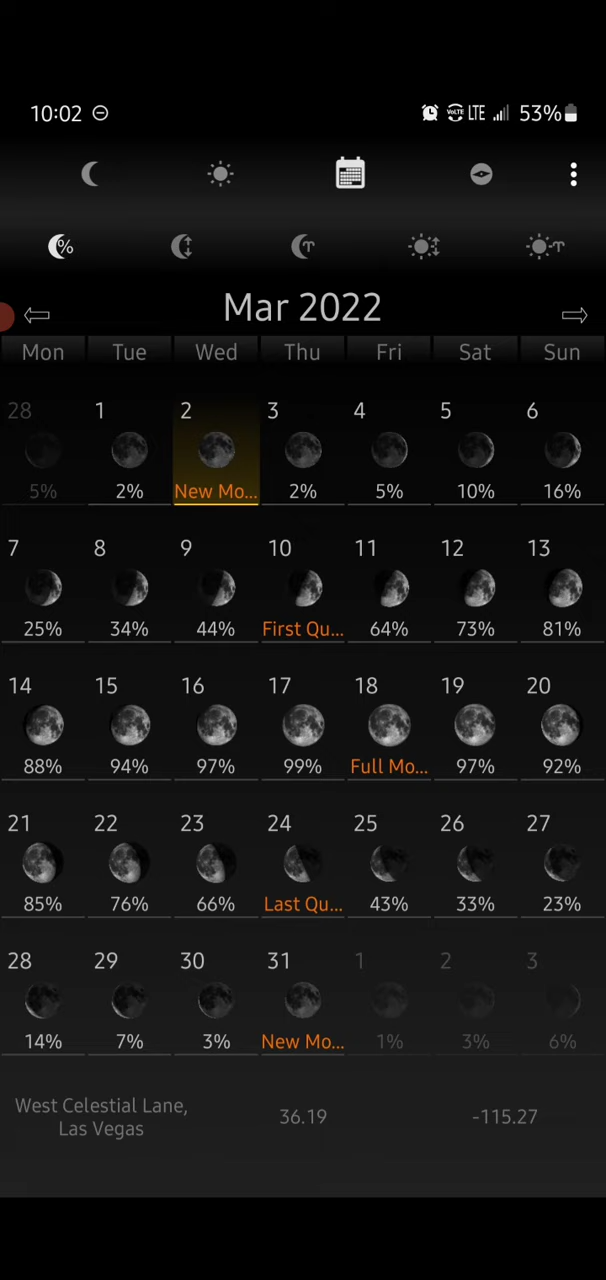 10:02 VoLTE LTE 53%
%
Mar 2022
Mon Tue Wed Thu Fri Sat Sun
28 1 2 3 4 5 6
5% 2% New Mo... 2% 5% 10% 16%
7 8 9 10 11 12 13
25% 34% 44% First Qu... 64% 73% 81%
14 15 16 17 18 19 20
88% 94% 97% 99% Full Mo... 97% 92%
21 22 23 24 25 26 27
85% 76% 66% Last Qu... 43% 33% 23%
28 29 30 31 1 2 3
14% 7% 3% New Mo... 1% 3% 6%
West Celestial Lane,
Las Vegas 36.19 -115.27